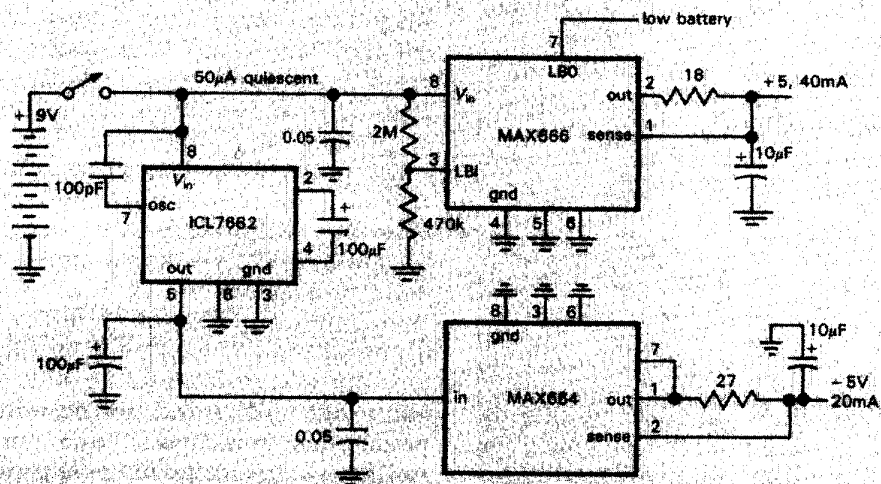 low battery
7
50μA quiescent
LBO
8
2
18
+5, 40mA
V_in
out
+ 9V
0.05
2M
MAX666
8
3
LBI
sense
1
+
10μF
100pF
V_in
2
gnd
7
osc
+
470k
4
5
6
ICL7662
4
100μF
out
gnd
5
6
3
8
3
6
+
gnd
10μF
+
100μF
7
27
-5V
in
MAX664
out
1
20mA
2
0.05
sense